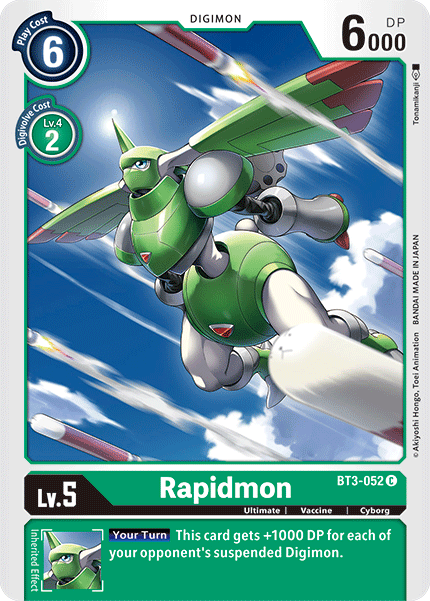 DIGIMON
Play Cost
6
6000
DP
Digivolve Cost
Lv.4
2
Tonamikanji
©Akiyoshi Hongo, Toei Animation BANDAI MADE IN JAPAN
Lv.5
Rapidmon
BT3-052 C
Ultimate | Vaccine | Cyborg
Inherited Effect
Your Turn This card gets +1000 DP for each of
your opponent's suspended Digimon.